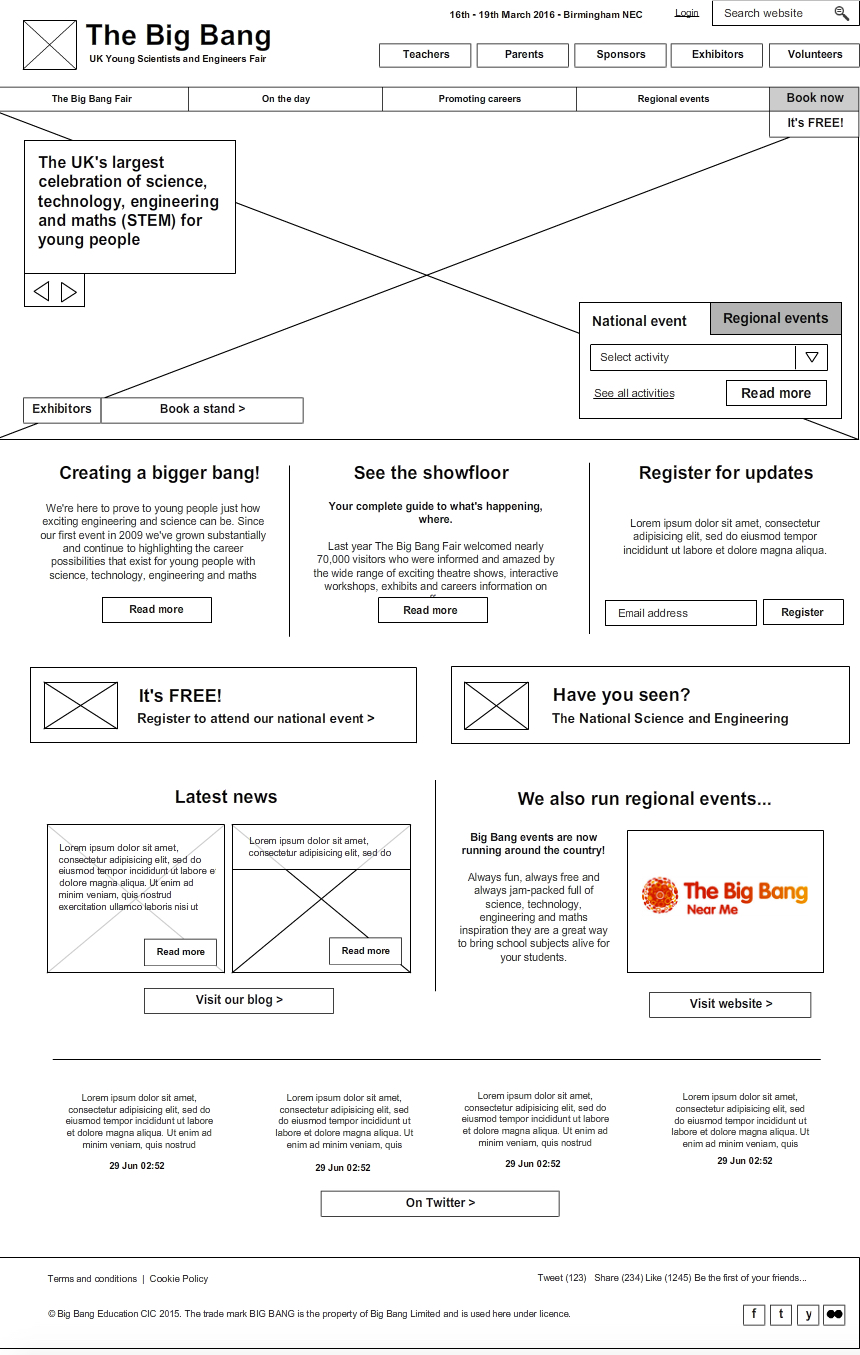 16th - 19th March 2016 - Birmingham NEC
Login
Search website
The Big Bang
UK Young Scientists and Engineers Fair
Teachers
Parents
Sponsors
Exhibitors
Volunteers
The Big Bang Fair
On the day
Promoting careers
Regional events
Book now
It's FREE!
The UK's largest
celebration of science,
technology, engineering
and maths (STEM) for
young people
National event
Regional events
Select activity
See all activities
Read more
Exhibitors
Book a stand >
Creating a bigger bang!
We're here to prove to young people just how
exciting engineering and science can be. Since
our first event in 2009 we've grown substantially
and continue to highlighting the career
possibilities that exist for young people with
science, technology, engineering and maths
Read more
See the showfloor
Your complete guide to what's happening,
where.
Last year The Big Bang Fair welcomed nearly
70,000 visitors who were informed and amazed by
the wide range of exciting theatre shows, interactive
workshops, exhibits and careers information on
Read more
Register for updates
Lorem ipsum dolor sit amet, consectetur
adipisicing elit, sed do eiusmod tempor
incididunt ut labore et dolore magna aliqua.
Email address
Register
It's FREE!
Register to attend our national event >
Have you seen?
The National Science and Engineering
Latest news
Lorem ipsum dolor sit amet,
consectetur adipisicing elit, sed do
eiusmod tempor incididunt ut labore e
dolore magna aliqua. Ut enim ad
minim veniam, quis nostrud
exercitation ullamco laboris nisi ut
Read more
Lorem ipsum dolor sit amet,
consectetur adipisicing elit, sed do
Read more
Visit our blog >
We also run regional events...
Big Bang events are now
running around the country!
Always fun, always free and
always jam-packed full of
science, technology,
engineering and maths
inspiration they are a great way
to bring school subjects alive for
your students.
The Big Bang
Near Me
Visit website >
Lorem ipsum dolor sit amet,
consectetur adipisicing elit, sed do
eiusmod tempor incididunt ut labore
et dolore magna aliqua. Ut enim ad
minim veniam, quis nostrud
29 Jun 02:52
Lorem ipsum dolor sit amet,
consectetur adipisicing elit, sed
do eiusmod tempor incididunt ut
labore et dolore magna aliqua. Ut
enim ad minim veniam, quis
29 Jun 02:52
Lorem ipsum dolor sit amet,
consectetur adipisicing elit, sed do
eiusmod tempor incididunt ut labore
et dolore magna aliqua. Ut enim ad
minim veniam, quis nostrud
29 Jun 02:52
Lorem ipsum dolor sit amet,
consectetur adipisicing elit, sed
do eiusmod tempor incididunt ut
labore et dolore magna aliqua. Ut
enim ad minim veniam, quis
29 Jun 02:52
On Twitter >
Terms and conditions | Cookie Policy
Tweet (123) Share (234) Like (1245) Be the first of your friends...
© Big Bang Education CIC 2015. The trade mark BIG BANG is the property of Big Bang Limited and is used here under licence.
f
t
y